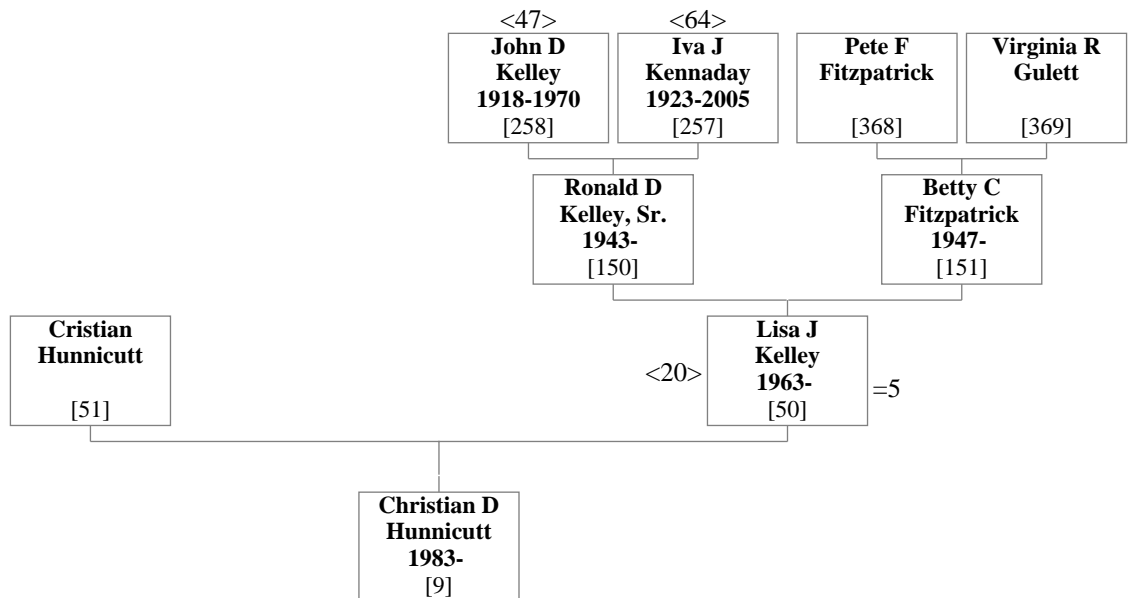 <47>
John D
Kelley
1918-1970
[258]
<64>
Iva J
Kennaday
1923-2005
[257]
Pete F
Fitzpatrick
[368]
Virginia R
Gulett
[369]
Ronald D
Kelley, Sr.
1943-
[150]
Betty C
Fitzpatrick
1947-
[151]
Cristian
Hunnicutt
[51]
<20>
Lisa J
Kelley
1963-
[50]
=5
Christian D
Hunnicutt
1983-
[9]